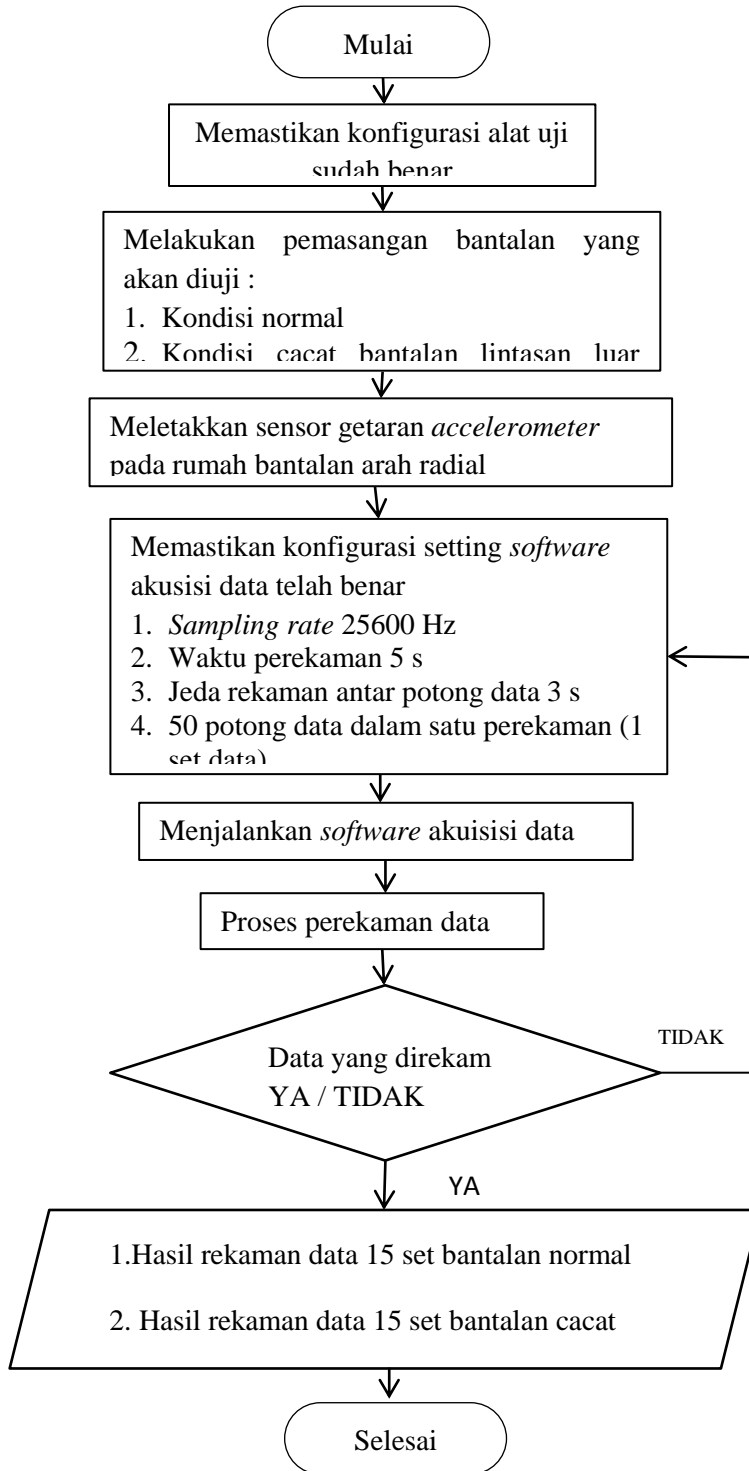 Mulai
Memastikan konfigurasi alat uji
sudah benar
Melakukan pemasangan bantalan yang
akan diuji :
1. Kondisi normal
2. Kondisi cacat bantalan lintasan luar
Meletakkan sensor getaran accelerometer
pada rumah bantalan arah radial
Memastikan konfigurasi setting software
akusisi data telah benar
1. Sampling rate 25600 Hz
2. Waktu perekaman 5 s
3. Jeda rekaman antar potong data 3 s
4. 50 potong data dalam satu perekaman (1
set data)
Menjalankan software akuisisi data
Proses perekaman data
Data yang direkam
YA / TIDAK
TIDAK
YA
1.Hasil rekaman data 15 set bantalan normal
2. Hasil rekaman data 15 set bantalan cacat
Selesai